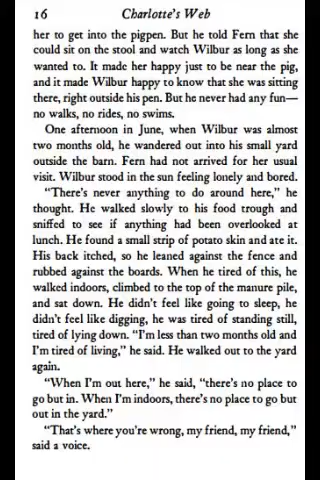 16 Charlotte's Web
her to get into the pigpen. But he told Fern that she
could sit on the stool and watch Wilbur as long as she
wanted to. It made her happy just to be near the pig,
and it made Wilbur happy to know that she was sitting
there, right outside his pen. But he never had any fun—
no walks, no rides, no swims.
One afternoon in June, when Wilbur was almost
two months old, he wandered out into his small yard
outside the barn. Fern had not arrived for her usual
visit. Wilbur stood in the sun feeling lonely and bored.
"There's never anything to do around here," he
thought. He walked slowly to his food trough and
sniffed to see if anything had been overlooked at
lunch. He found a small strip of potato skin and ate it.
His back itched, so he leaned against the fence and
rubbed against the boards. When he tired of this, he
walked indoors, climbed to the top of the manure pile,
and sat down. He didn't feel like going to sleep, he
didn't feel like digging, he was tired of standing still,
tired of lying down. "I'm less than two months old and
I'm tired of living," he said. He walked out to the yard
again.
"When I'm out here," he said, "there's no place to
go but in. When I'm indoors, there's no place to go but
out in the yard."
"That's where you're wrong, my friend, my friend,"
said a voice.